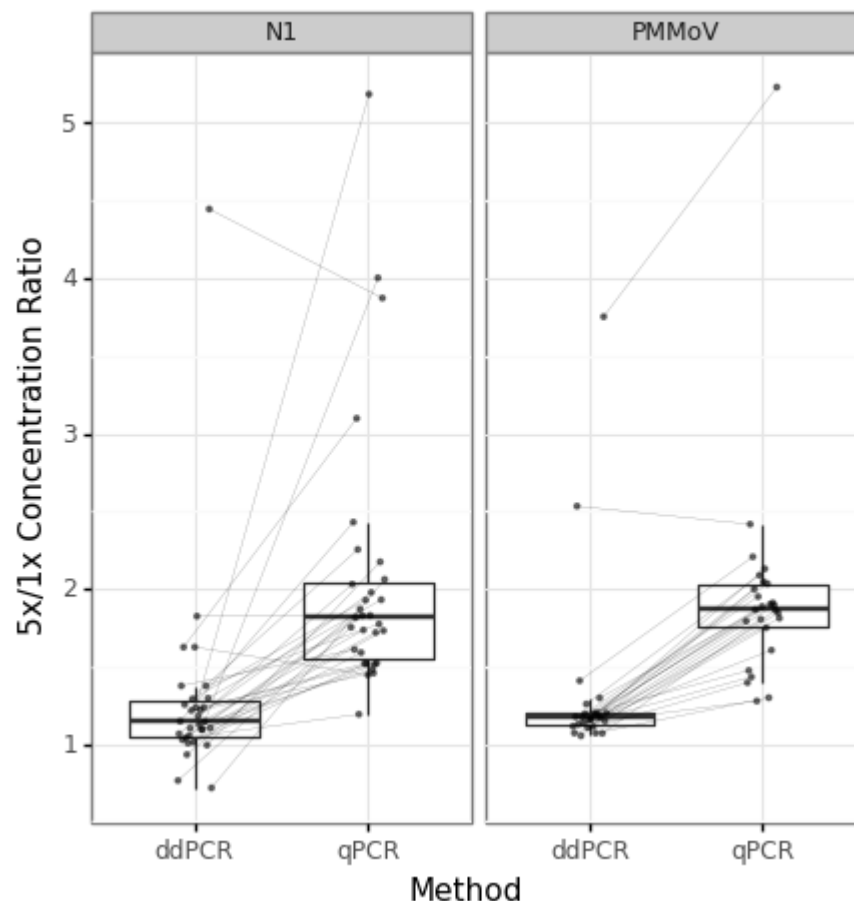 N1
PMMoV
5x/1x Concentration Ratio
5
4
3
2
1
ddPCR
qPCR
ddPCR
qPCR
Method